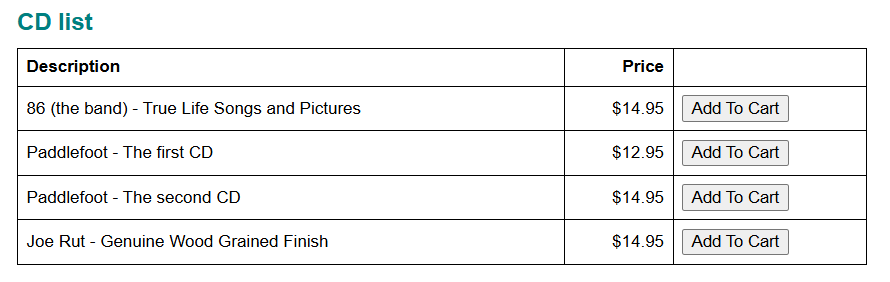 CD list
Description Price
86 (the band) - True Life Songs and Pictures $14.95 Add To Cart
Paddlefoot - The first CD $12.95 Add To Cart
Paddlefoot - The second CD $14.95 Add To Cart
Joe Rut - Genuine Wood Grained Finish $14.95 Add To Cart